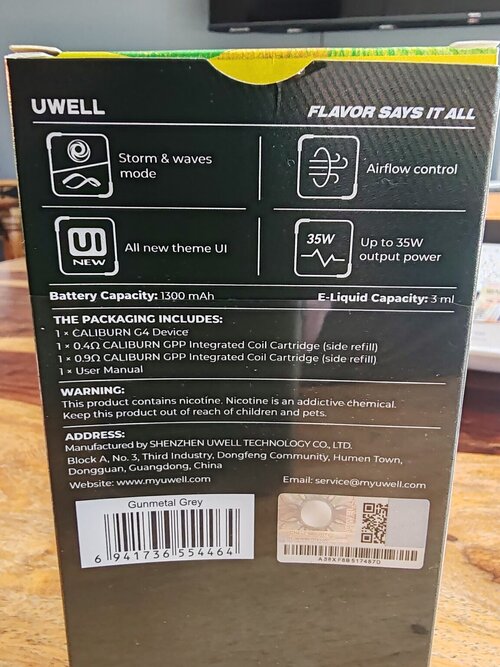 UWELL
FLAVOR SAYS IT ALL
Storm & waves
mode
Airflow control
UI
NEW
All new theme UI
35W
Up to 35W
output power
Battery Capacity: 1300 mAh
E-Liquid Capacity: 3 ml
THE PACKAGING INCLUDES:
1 × CALIBURN G4 Device
1 × 0.4Ω CALIBURN GPP Integrated Coil Cartridge (side refill)
1 × 0.9Ω CALIBURN GPP Integrated Coil Cartridge (side refill)
1 × User Manual
WARNING:
This product contains nicotine. Nicotine is an addictive chemical.
Keep this product out of reach of children and pets.
ADDRESS:
Manufactured by SHENZHEN UWELL TECHNOLOGY CO., LTD.
Block A, No. 3, Third Industry, Dongfeng Community, Humen Town,
Dongguan, Guangdong, China
Website: www.myuwell.com
Email: service@myuwell.com
Gunmetal Grey
6 941736 554464